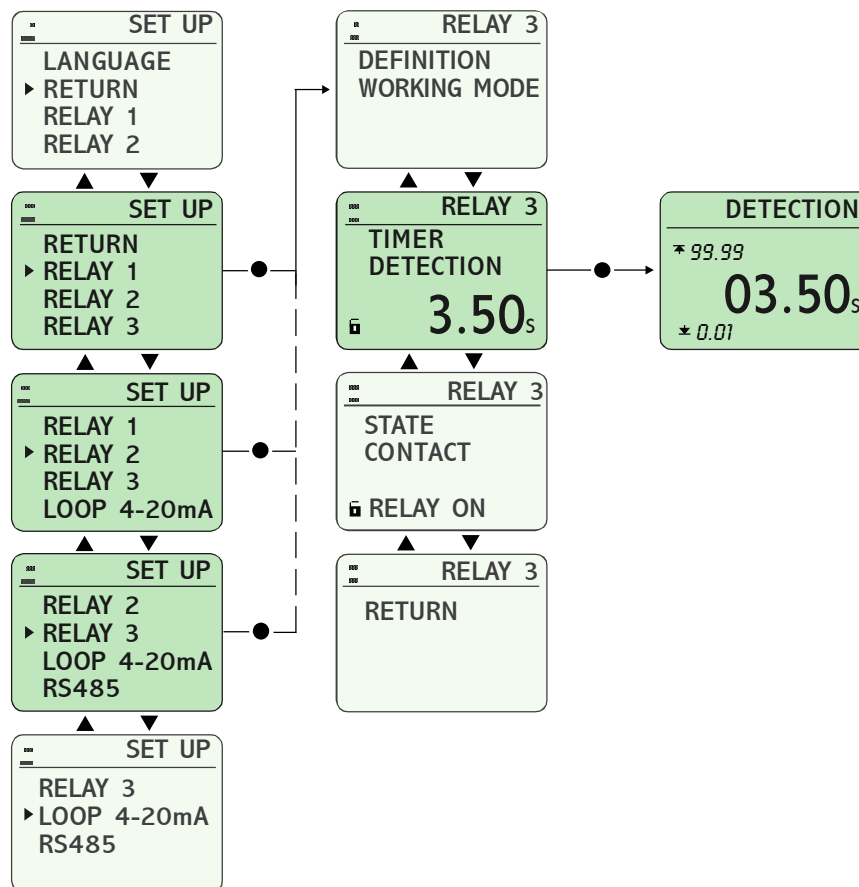 SET UP
LANGUAGE
RETURN
RELAY 1
RELAY 2
SET UP
RETURN
RELAY 1
RELAY 2
RELAY 3
SET UP
RELAY 1
RELAY 2
RELAY 3
LOOP 4-20mA
SET UP
RELAY 2
RELAY 3
LOOP 4-20mA
RS485
SET UP
RELAY 3
LOOP 4-20mA
RS485
RELAY 3
DEFINITION
WORKING MODE
RELAY 3
TIMER
DETECTION
3.50s
RELAY 3
STATE
CONTACT
RELAY ON
RELAY 3
RETURN
DETECTION
99.99
03.50s
0.01